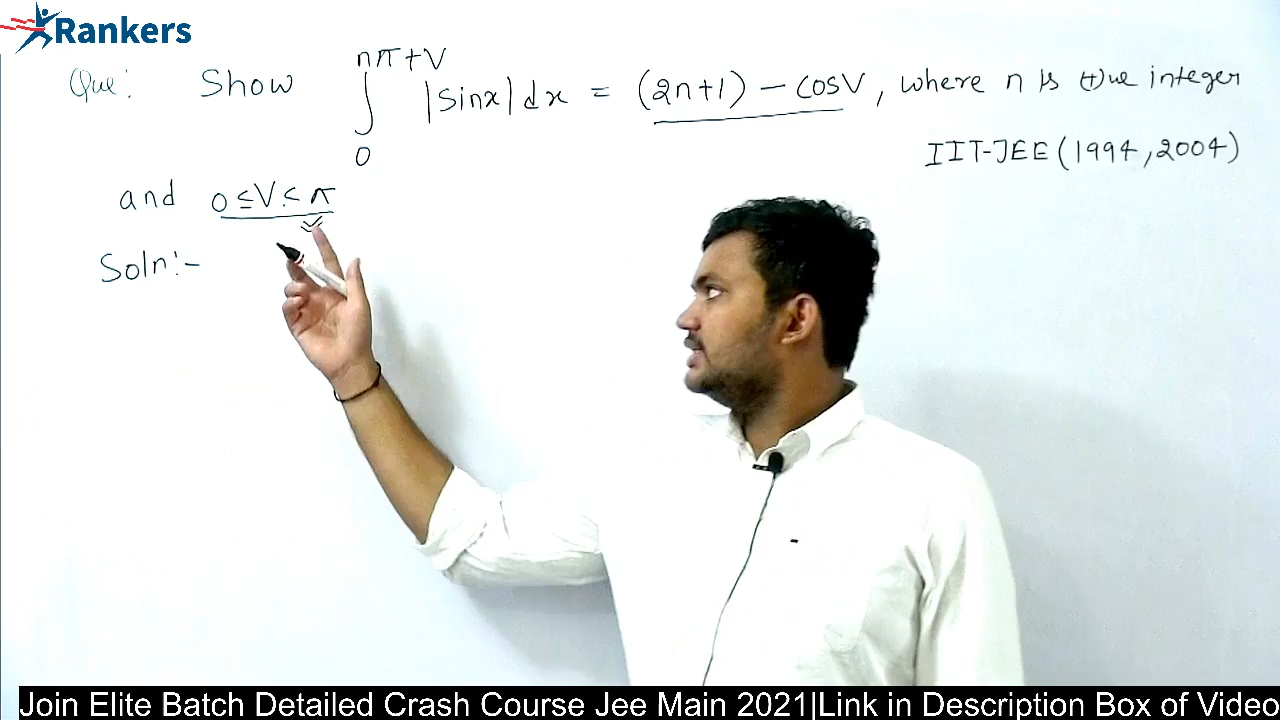 Rankers
Que: Show ∫₀^{nπ+V} |Sinx| dx = (2n+1) - cosV, where n is (+)ve integer
IIT-JEE (1994, 2004)
and 0 ≤ V < π
Soln:-
Join Elite Batch Detailed Crash Course Jee Main 2021|Link in Description Box of Video